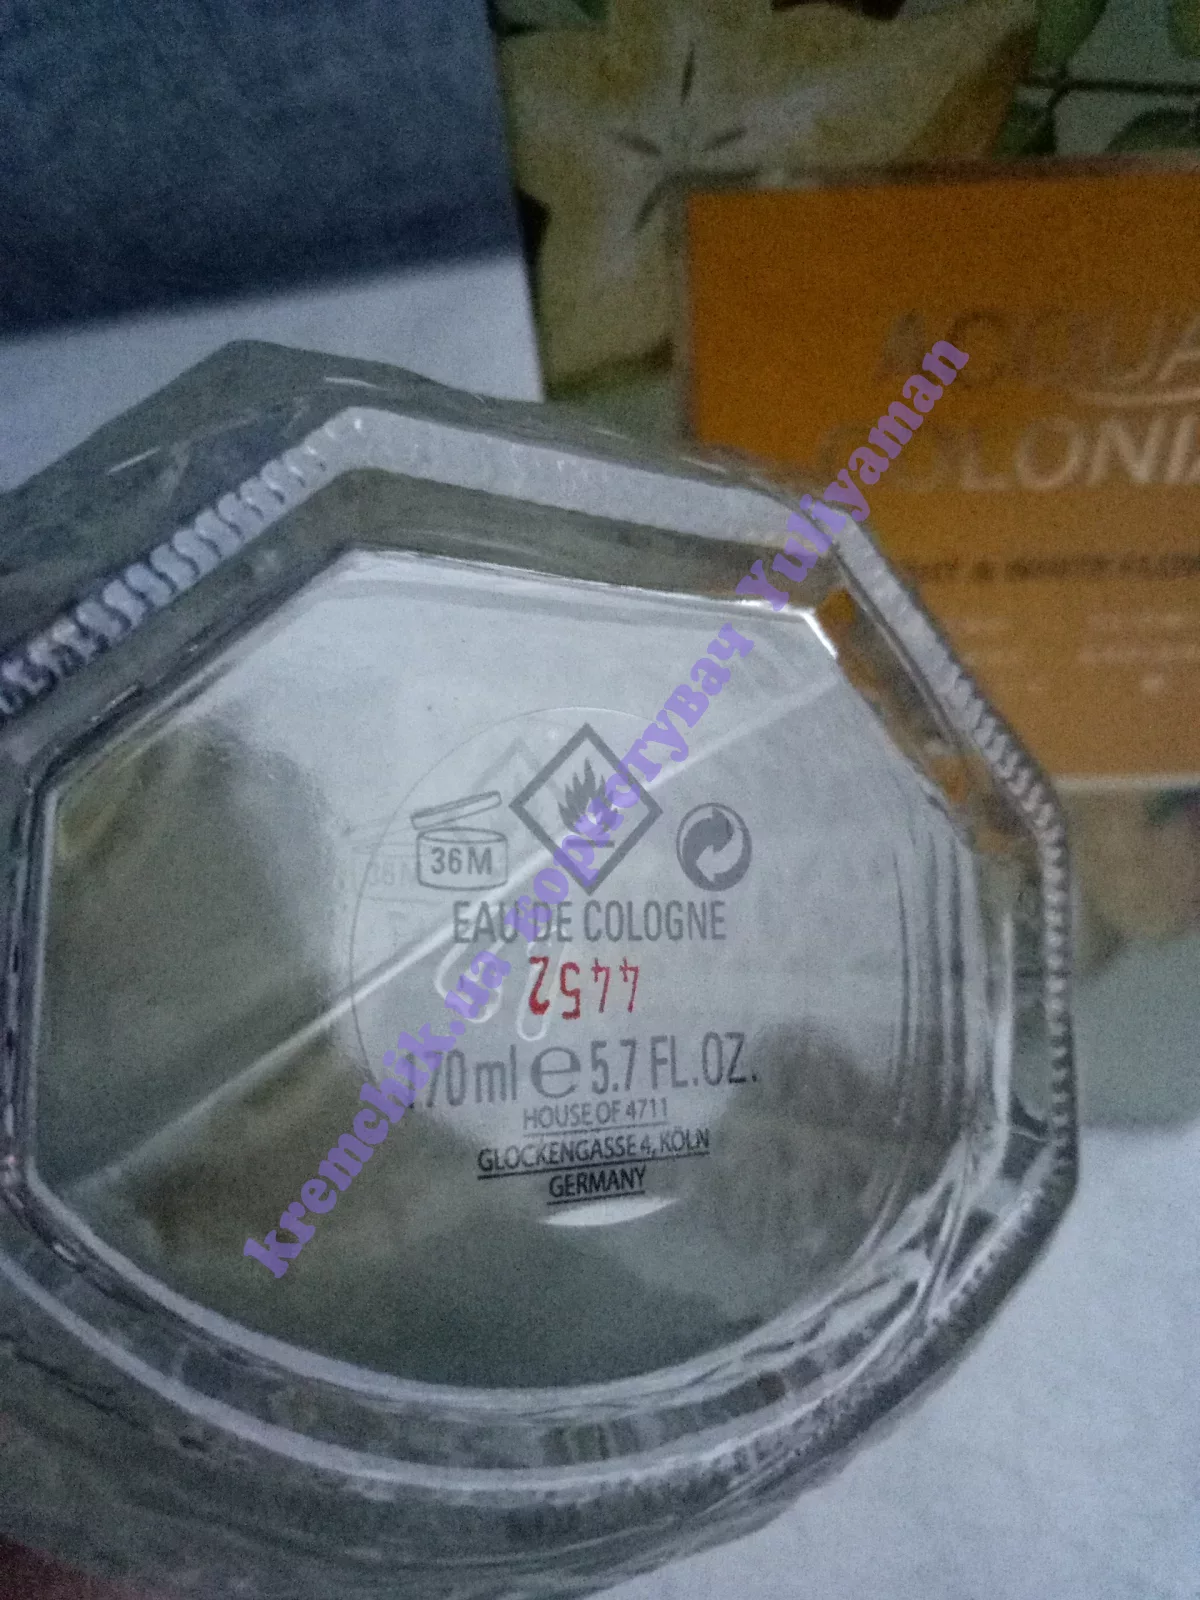 ACQUA
COLONIA
36M
EAU DE COLOGNE
4452
170 ml e 5.7 FL.OZ.
HOUSE OF 4711
GLOCKENGASSE 4, KÖLN
GERMANY
kremchik.ua користувач Yuliyaman